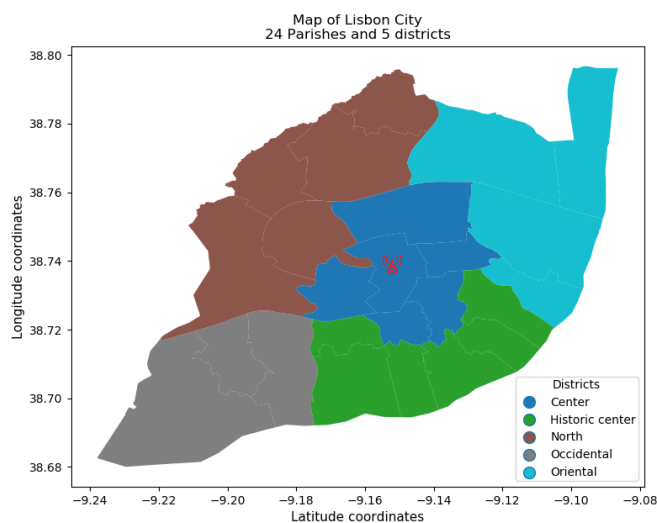 Map of Lisbon City
24 Parishes and 5 districts
Longitude coordinates
38.80
38.78
38.76
38.74
38.72
38.70
38.68
−9.24
−9.22
−9.20
−9.18
−9.16
−9.14
−9.12
−9.10
−9.08
Latitude coordinates
Districts
Center
Historic center
North
Occidental
Oriental